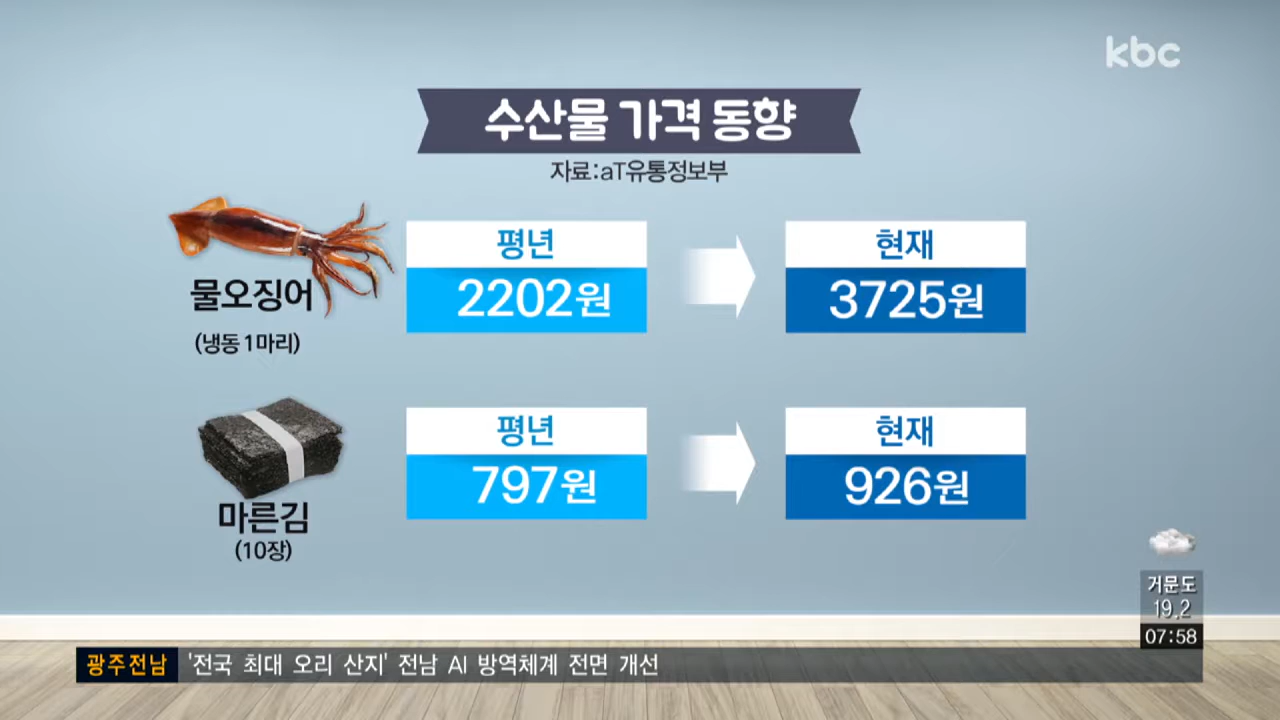 kbc
수산물 가격 동향
자료:aT유통정보부
물오징어
(냉동 1마리)
평년
2202원
현재
3725원
마른김
(10장)
평년
797원
현재
926원
거문도
19.2
07:58
광주전남 '전국 최대 오리 산지' 전남 AI 방역체계 전면 개선